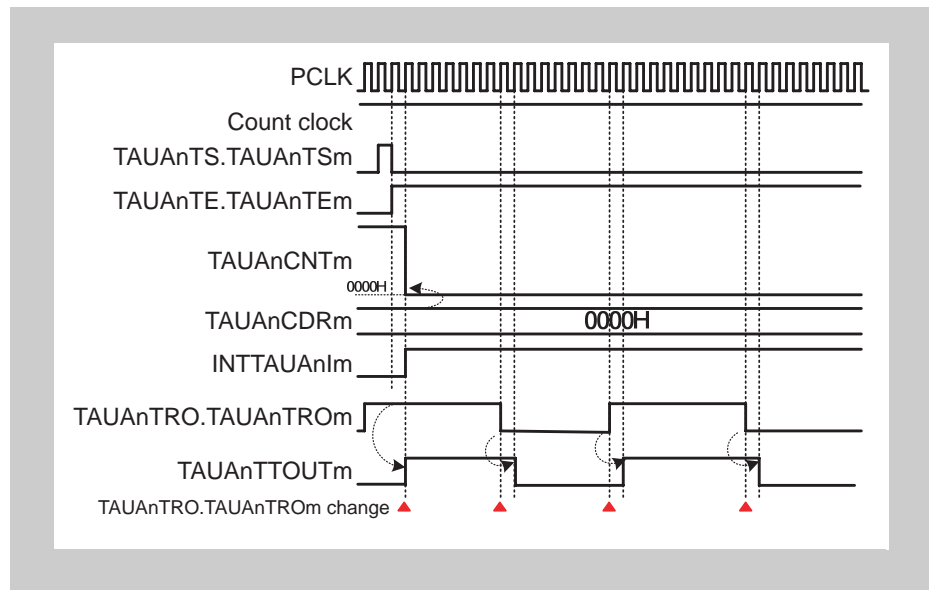 PCLK
Count clock
TAUAnTS.TAUAnTSm
TAUAnTE.TAUAnTEm
TAUAnCNTm
0000H
TAUAnCDRm
0000H
INTTAUAnIm
TAUAnTRO.TAUAnTROm
TAUAnTTOUTm
TAUAnTRO.TAUAnTROm change